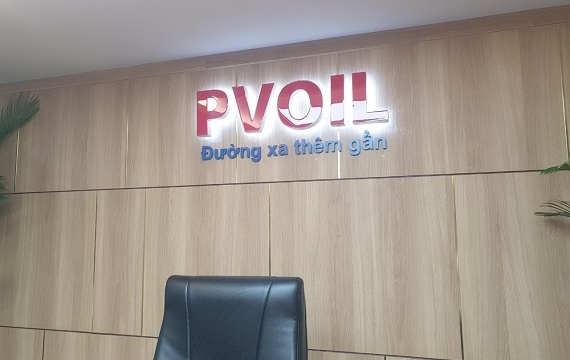 PVOIL
Đường xa thêm gần